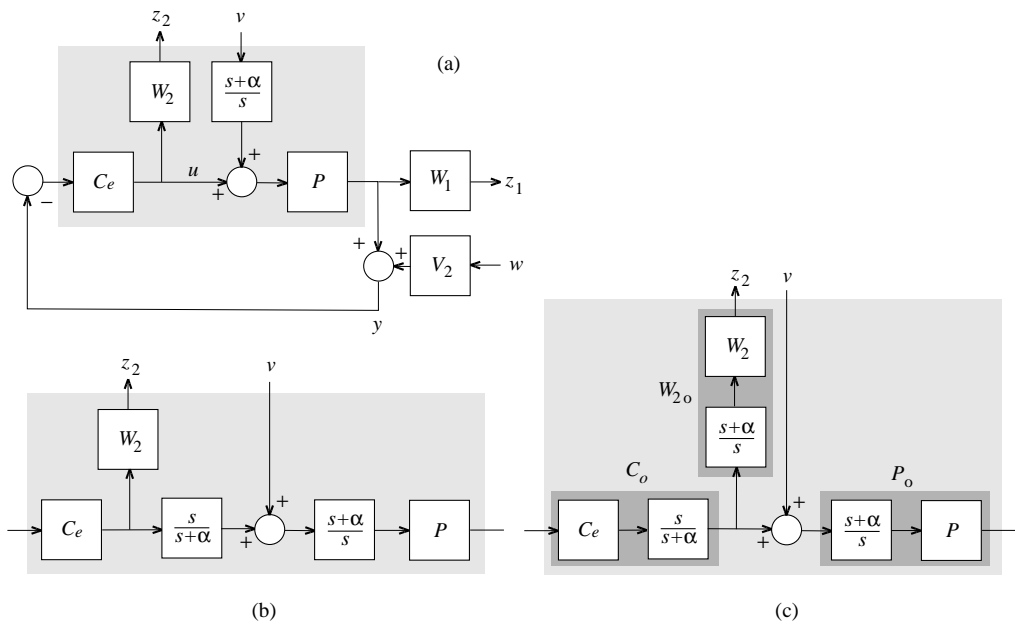 z2 v
(a)
W2 s+α
s
+
Ce u + P W1 z1
−
+ +
V2 w
y
z2 v
W2
W2o
s+α
s
Co Po
+
Ce s
s+α + s+α
s P
(c)
z2 v
W2
+
Ce s
s+α + s+α
s P
(b)